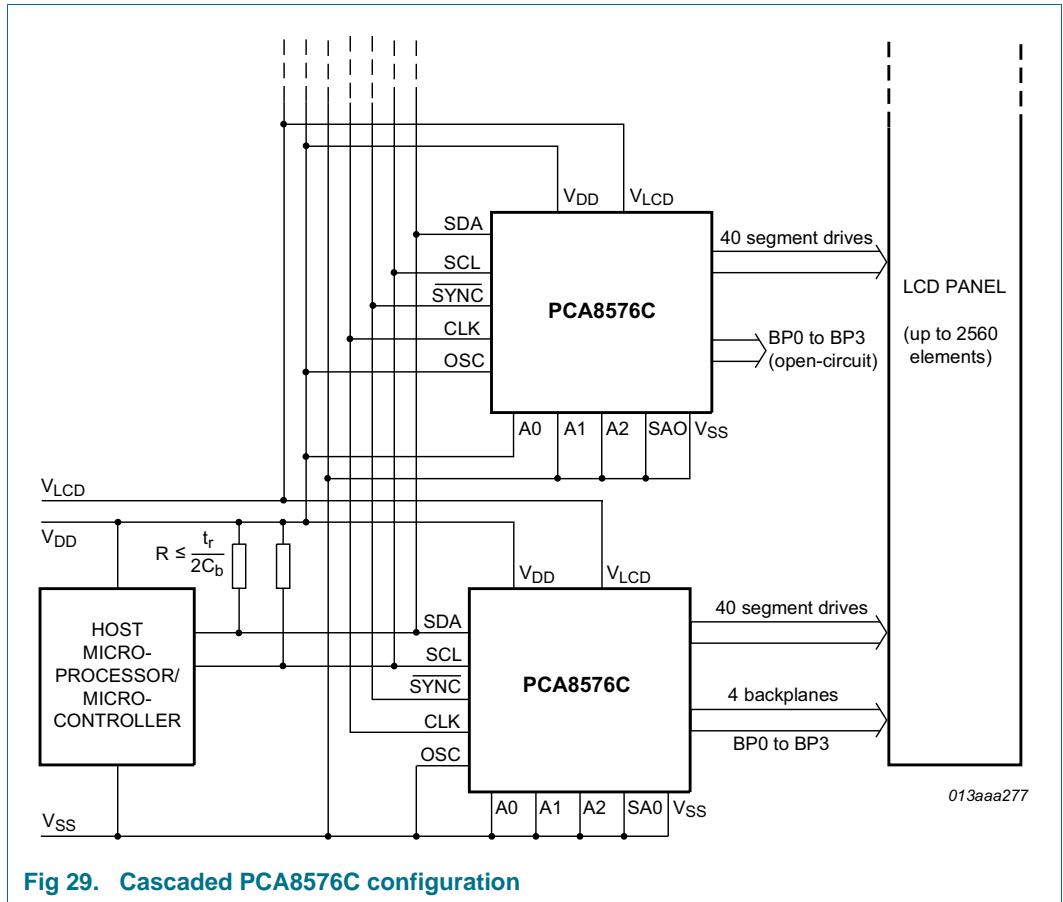 VDD
VLCD
SDA
SCL
SYNC
CLK
OSC
PCA8576C
40 segment drives
BP0 to BP3
(open-circuit)
A0
A1
A2
SAO
VSS
LCD PANEL
(up to 2560
elements)
VLCD
VDD
R ≤ tr/2Cb
HOST
MICRO-
PROCESSOR/
MICRO-
CONTROLLER
VSS
VDD
VLCD
SDA
SCL
SYNC
CLK
OSC
PCA8576C
40 segment drives
4 backplanes
BP0 to BP3
A0
A1
A2
SA0
VSS
013aaa277
Fig 29. Cascaded PCA8576C configuration